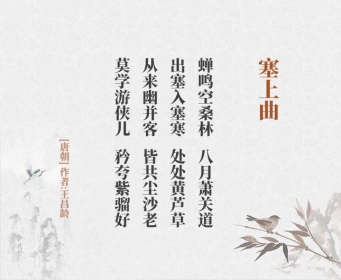 塞上曲
蝉鸣空桑林 八月萧关道
出塞入塞寒 处处黄芦草
从来幽并客 皆共尘沙老
莫学游侠儿 矜夸紫骝好
[唐朝] 作者:王昌龄